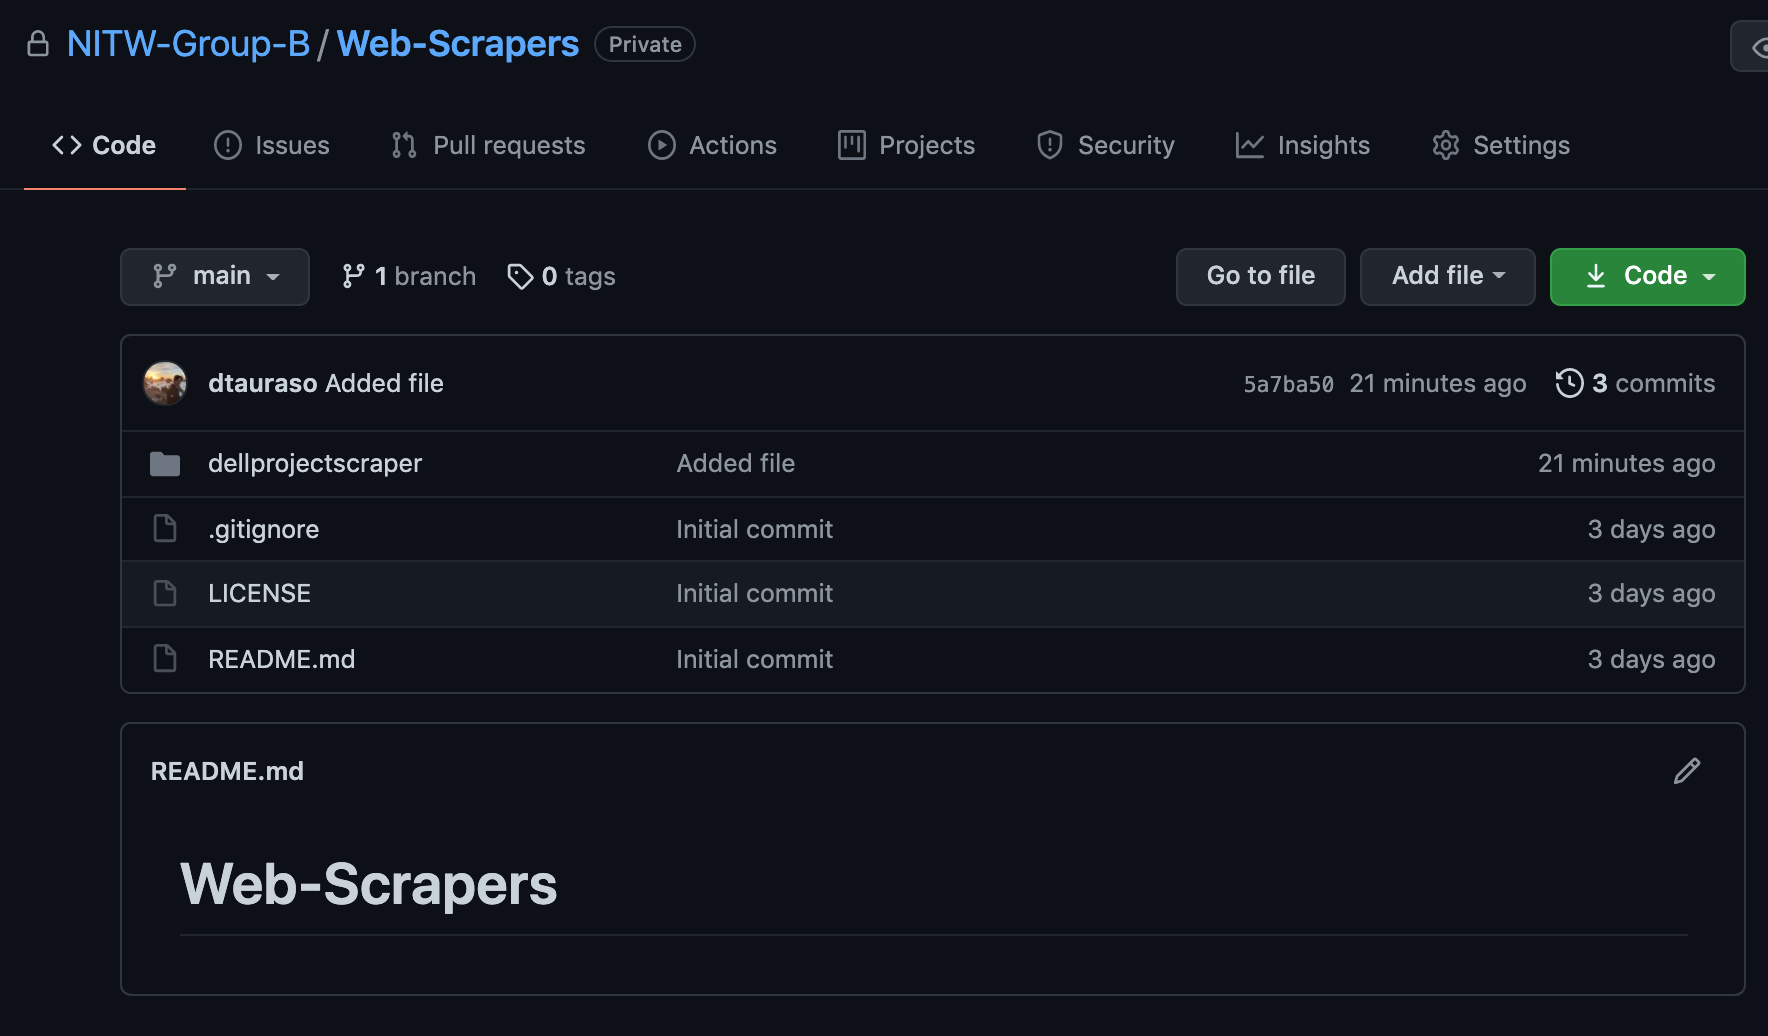 NITW-Group-B / Web-Scrapers Private
Code Issues Pull requests Actions Projects Security Insights Settings
main 1 branch 0 tags Go to file Add file Code
dtauraso Added file 5a7ba50 21 minutes ago 3 commits
dellprojectscraper Added file 21 minutes ago
.gitignore Initial commit 3 days ago
LICENSE Initial commit 3 days ago
README.md Initial commit 3 days ago
README.md
Web-Scrapers